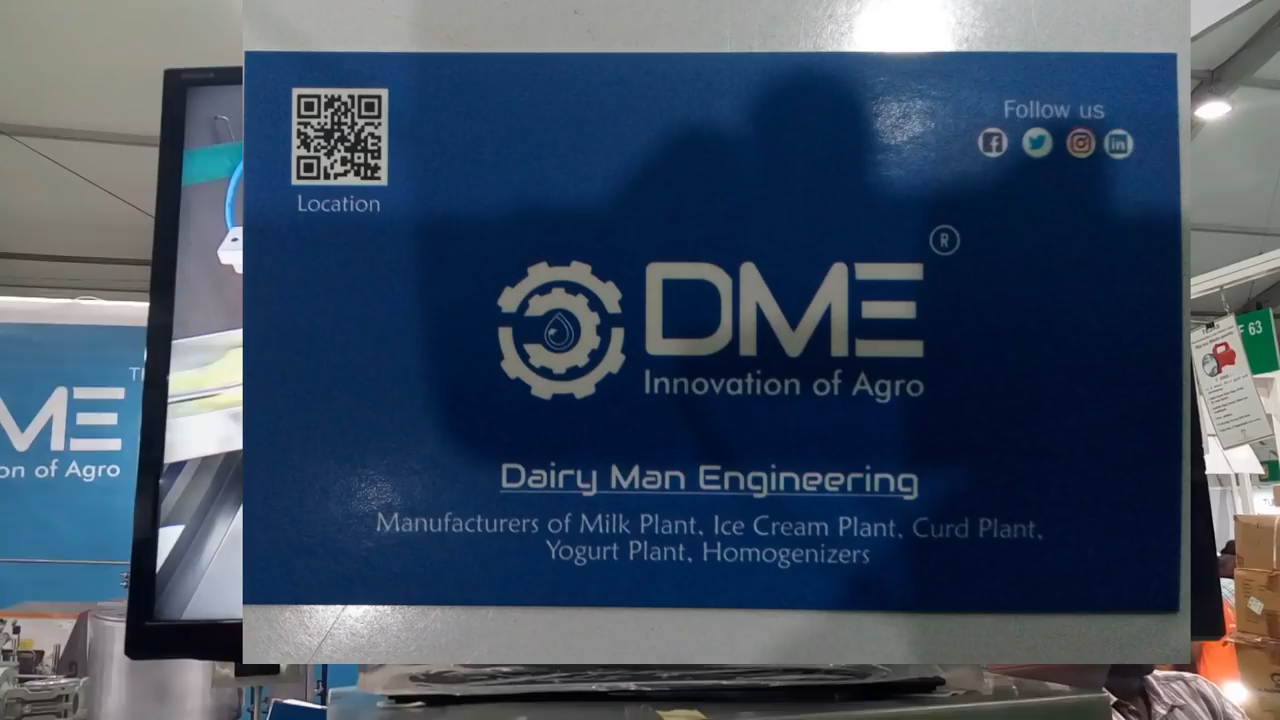 Follow us
Location
F 63
®
DME
Innovation of Agro
ME
on of Agro
Dairy Man Engineering
Manufacturers of Milk Plant, Ice Cream Plant, Curd Plant,
Yogurt Plant, Homogenizers